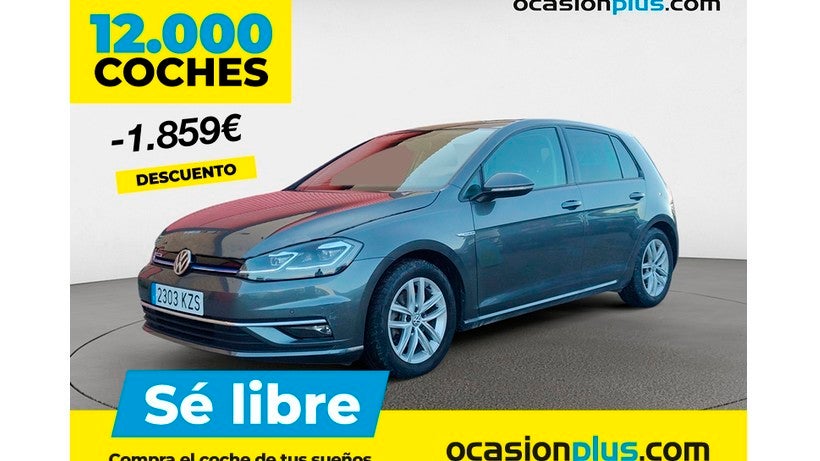 ocasionplus.com
12.000
COCHES
-1.859€
DESCUENTO
2303 KZS
Sé libre
Compra el coche de tus sueños
ocasionplus.com